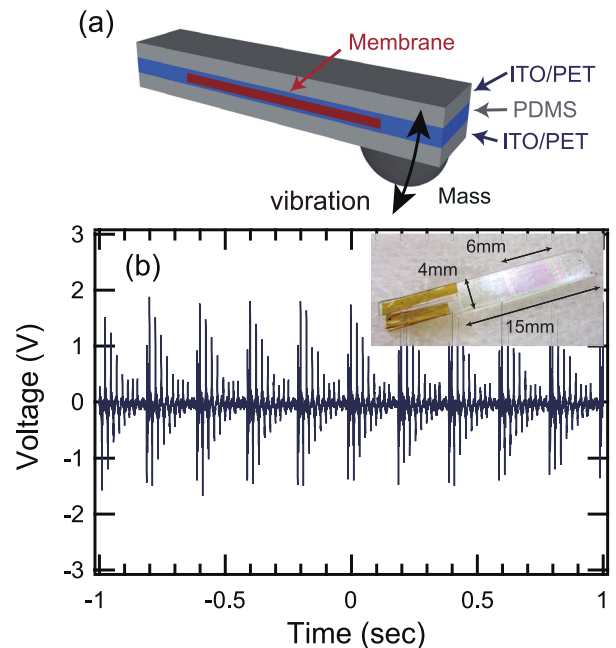 (a)
Membrane
ITO/PET
PDMS
ITO/PET
vibration
Mass
(b)
6mm
4mm
15mm
3
2
1
0
-1
-2
-3
Voltage (V)
-1
-0.5
0
0.5
1
Time (sec)